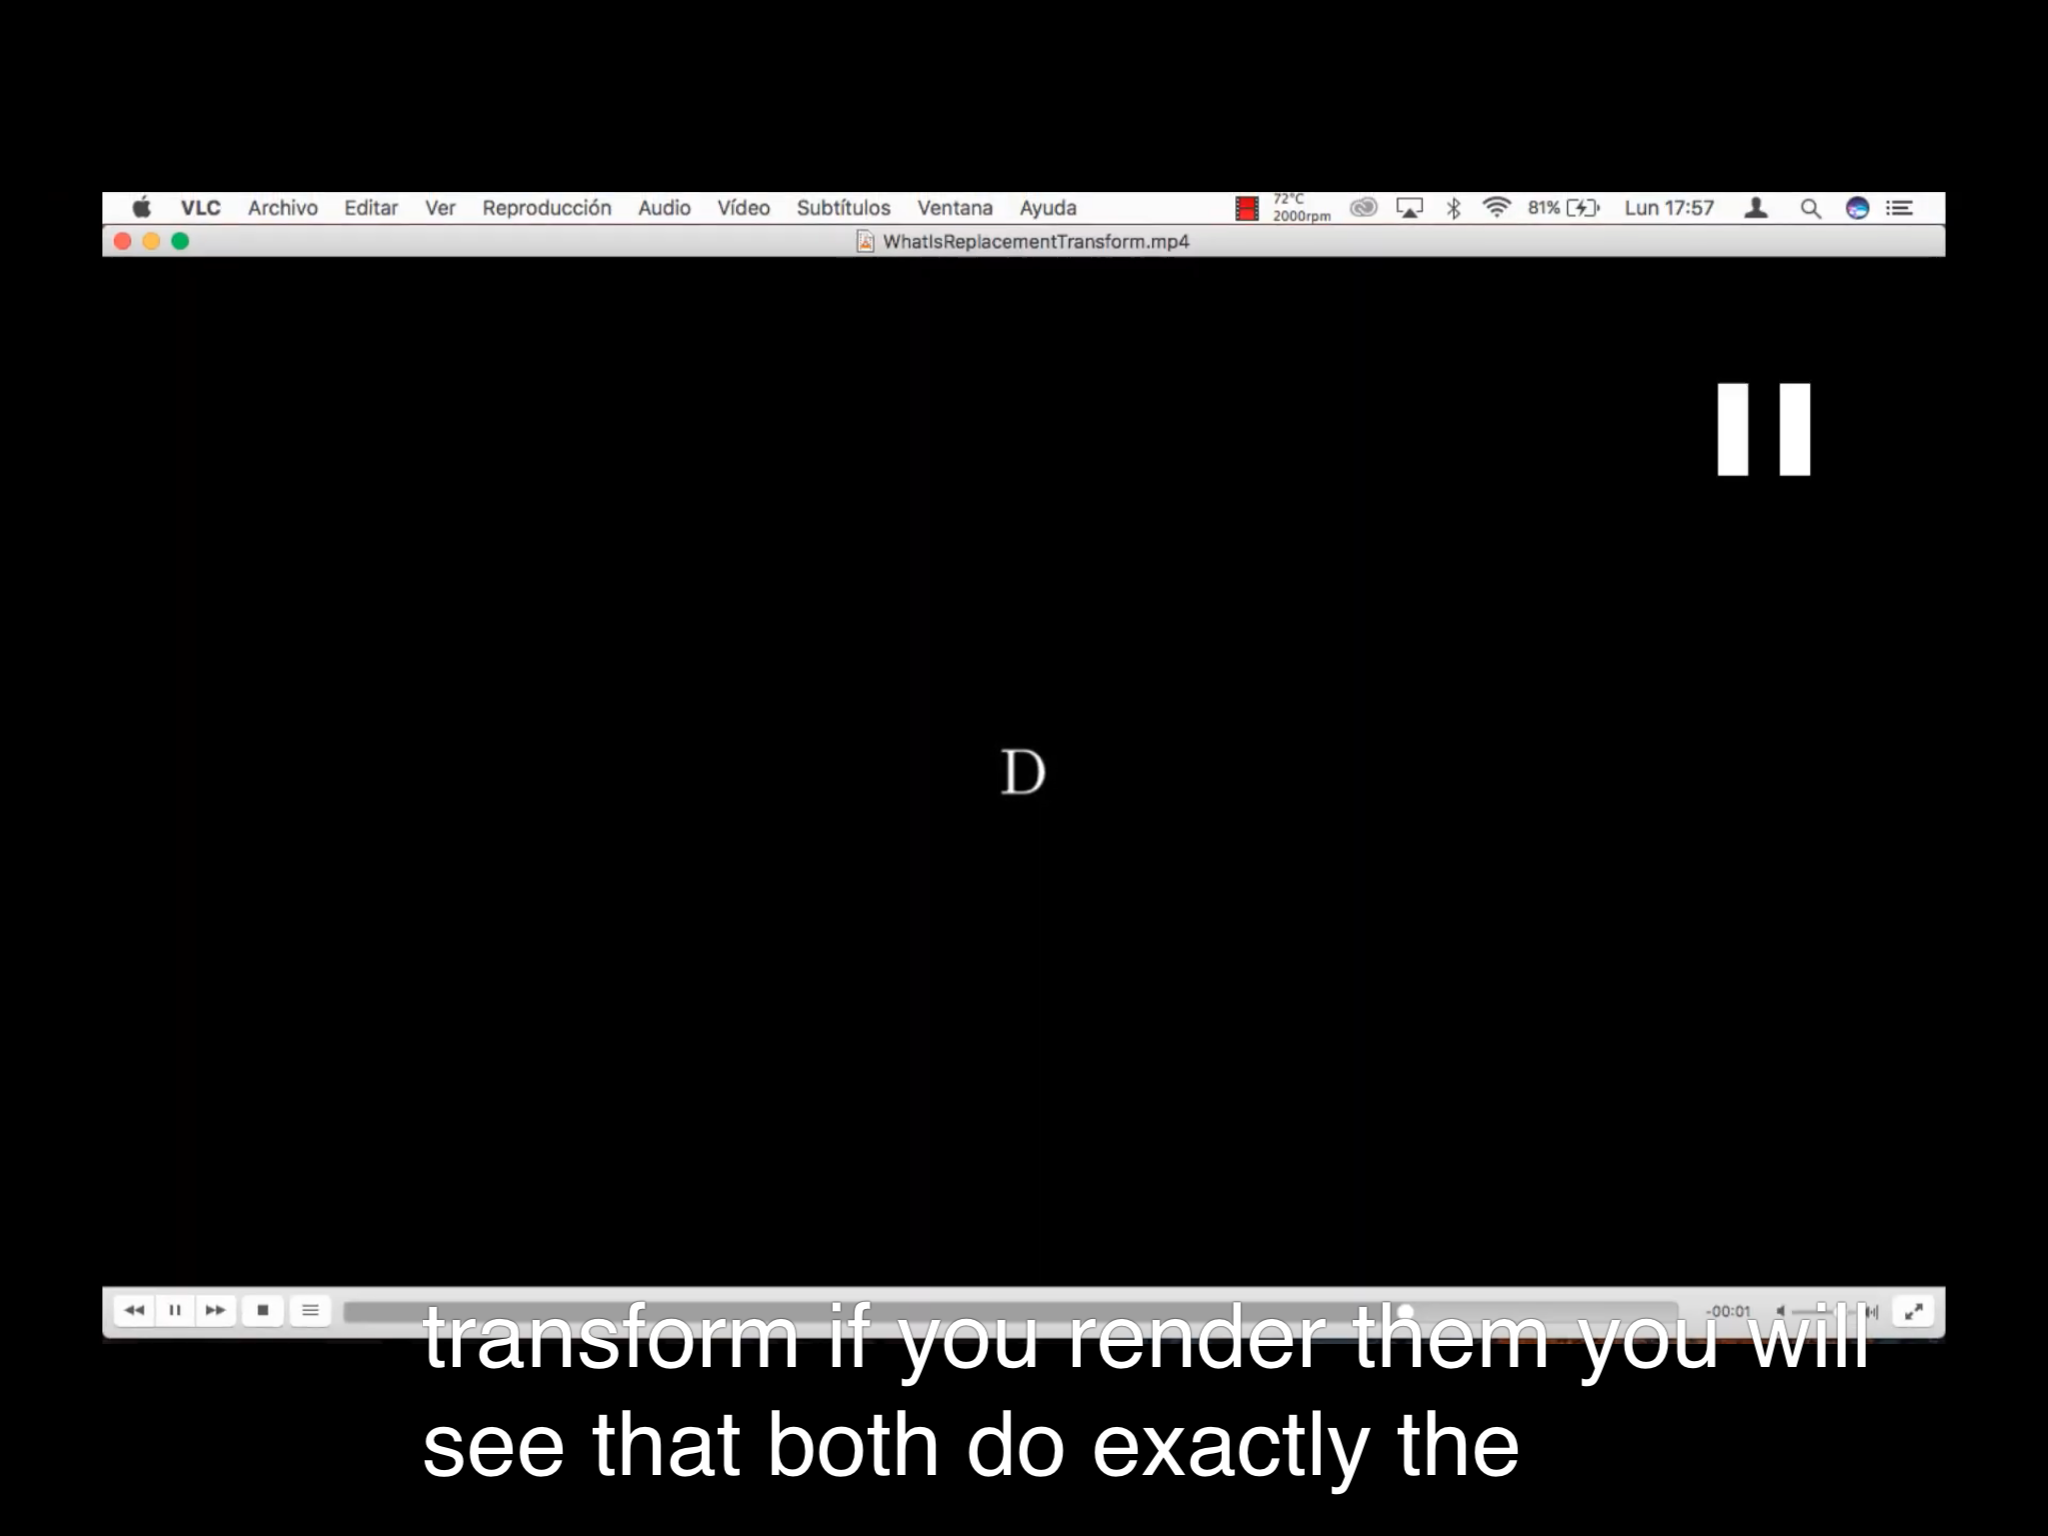 VLC Archivo Editar Ver Reproducción Audio Vídeo Subtítulos Ventana Ayuda 72°C 2000rpm 81% Lun 17:57
WhatIsReplacementTransform.mp4
D
-00:01
transform if you render them you will
see that both do exactly the